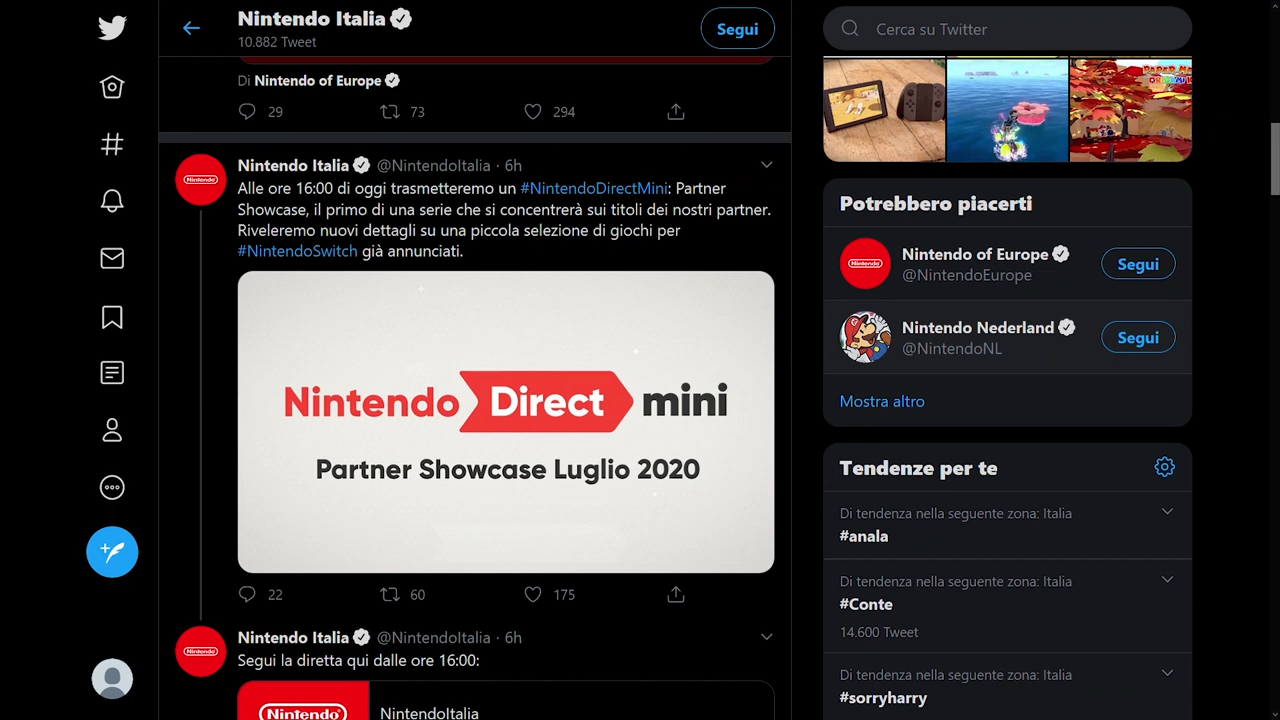 Nintendo Italia
10.882 Tweet
Segui
Di Nintendo of Europe
29
73
294
Nintendo Italia @NintendoItalia · 6h
Alle ore 16:00 di oggi trasmetteremo un #NintendoDirectMini: Partner
Showcase, il primo di una serie che si concentrerà sui titoli dei nostri partner.
Riveleremo nuovi dettagli su una piccola selezione di giochi per
#NintendoSwitch già annunciati.
Nintendo Direct mini
Partner Showcase Luglio 2020
22
60
175
Nintendo Italia @NintendoItalia · 6h
Segui la diretta qui dalle ore 16:00:
Nintendo
NintendoItalia
Cerca su Twitter
Potrebbero piacerti
Nintendo
Nintendo of Europe
@NintendoEurope
Segui
Nintendo Nederland
@NintendoNL
Segui
Mostra altro
Tendenze per te
Di tendenza nella seguente zona: Italia
#anala
Di tendenza nella seguente zona: Italia
#Conte
14.600 Tweet
Di tendenza nella seguente zona: Italia
#sorryharry